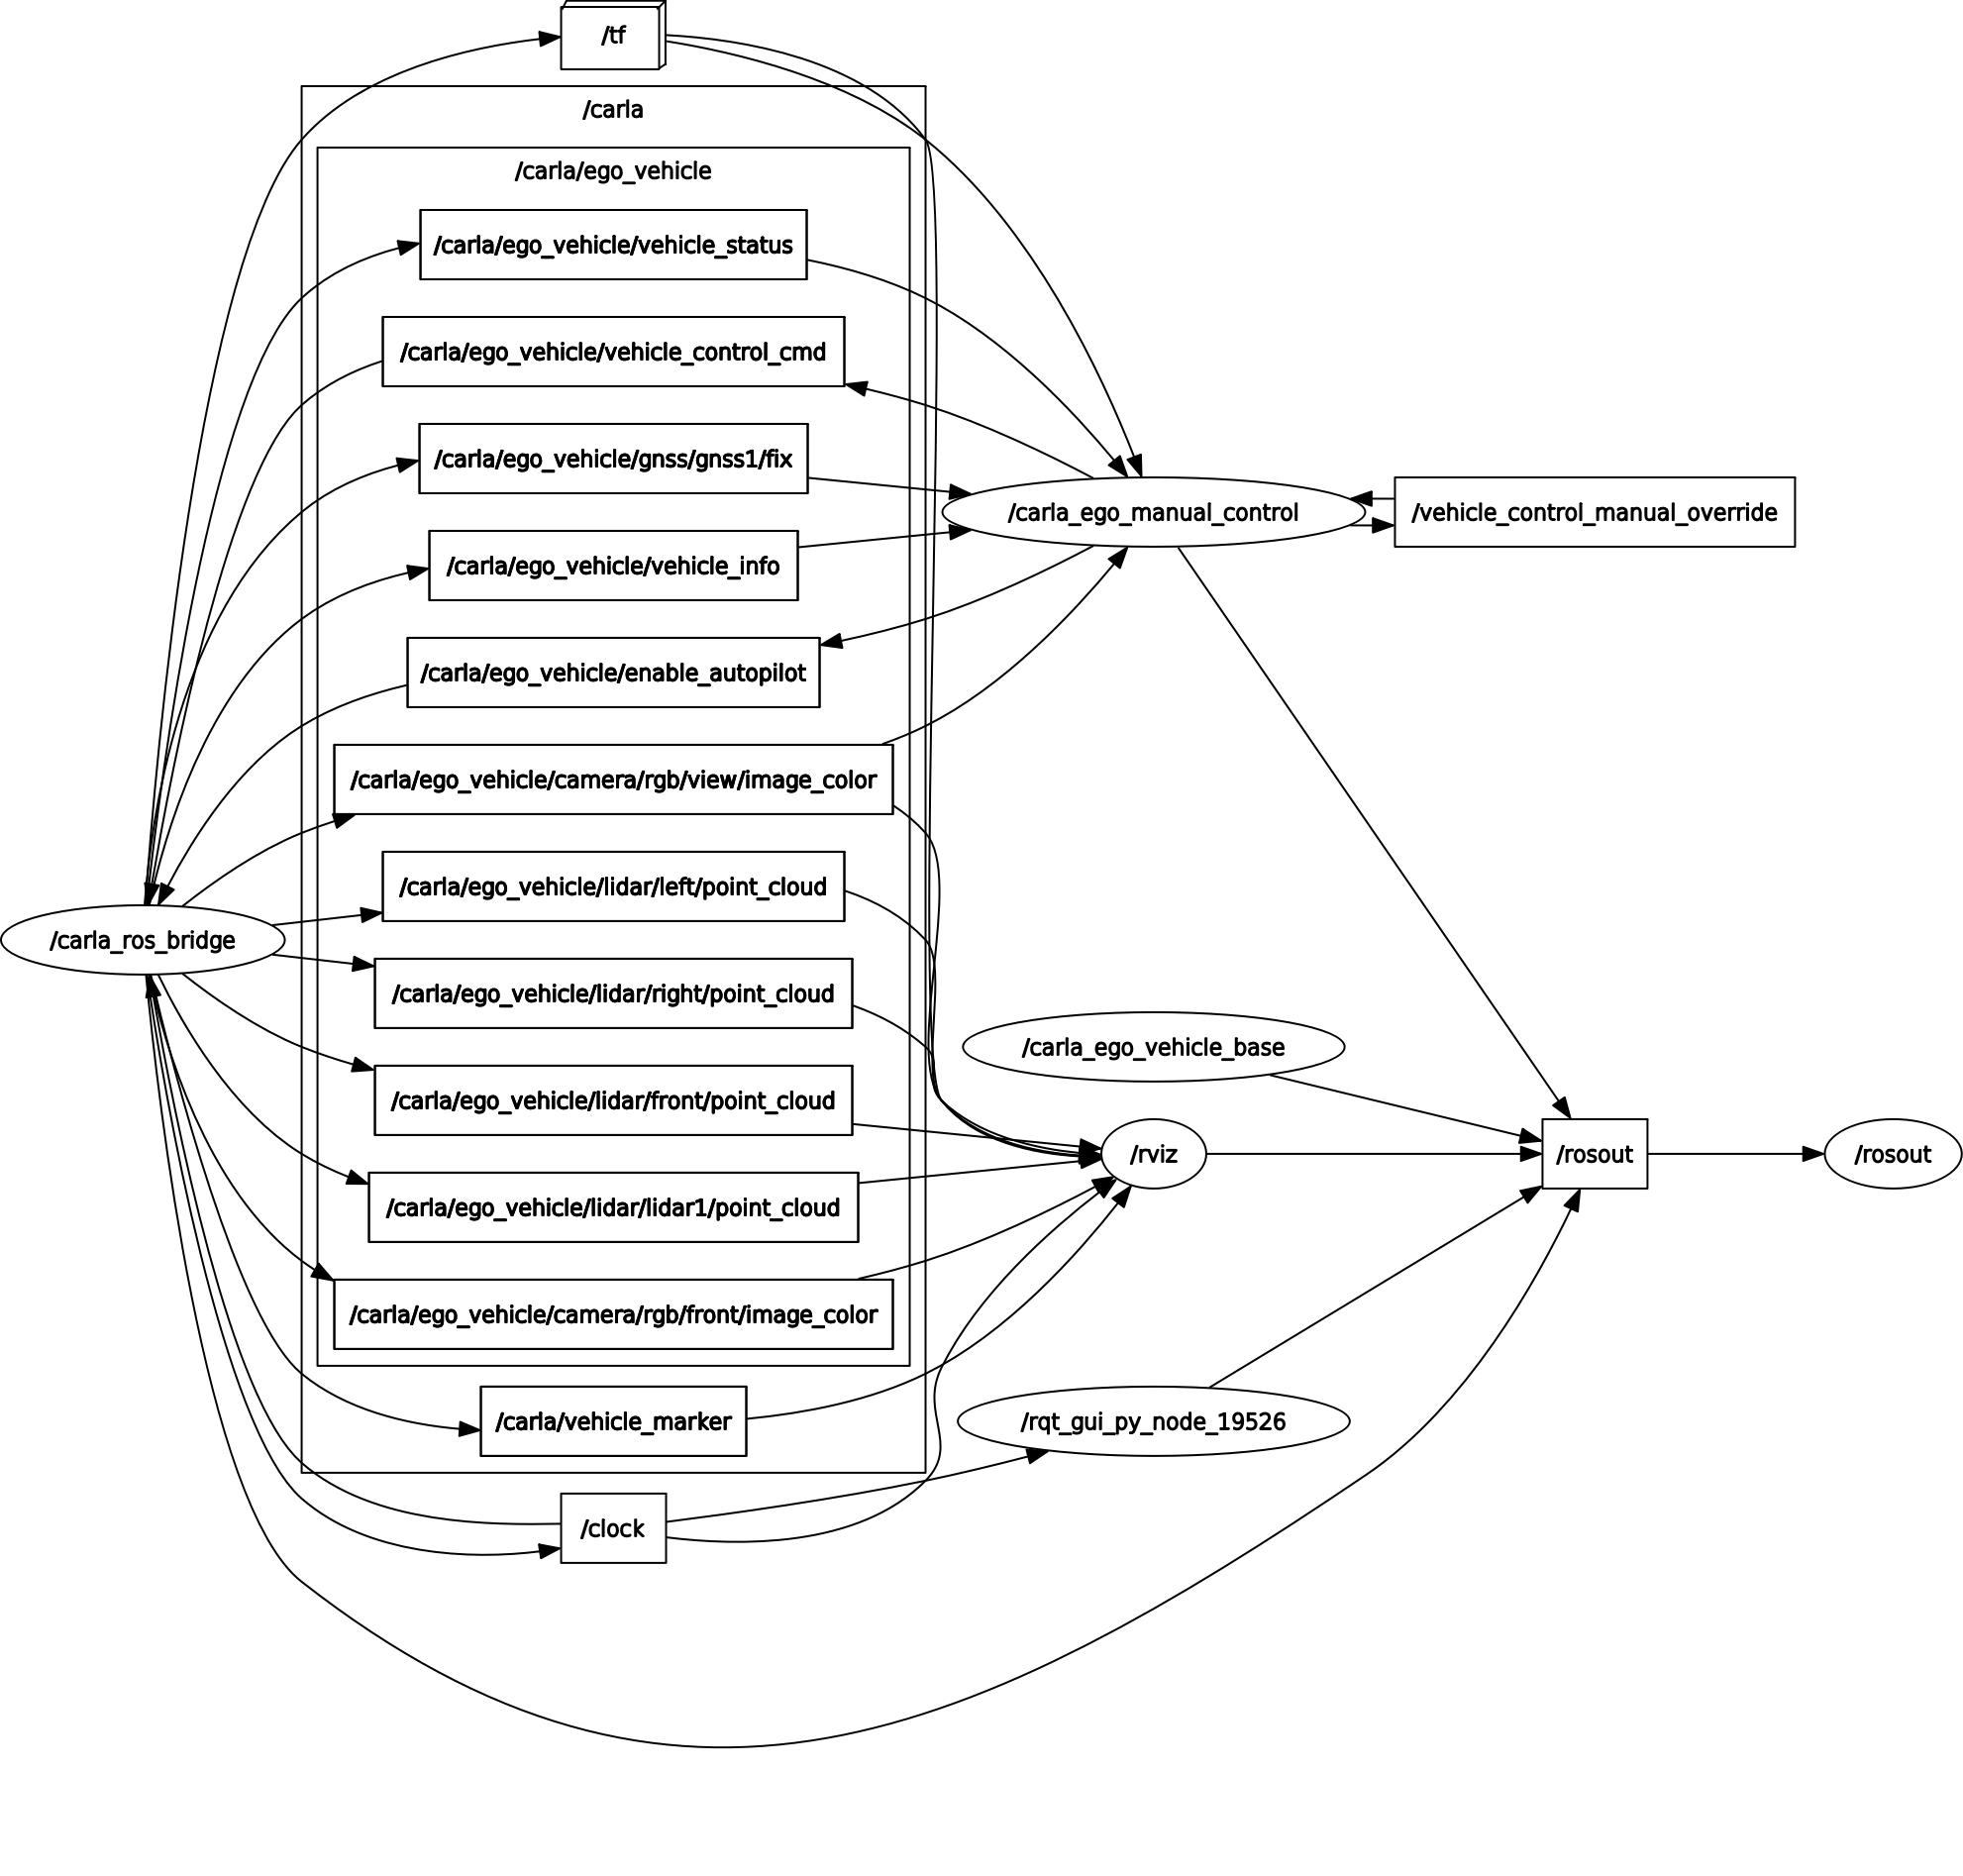 /tf
/carla
/carla/ego_vehicle
/carla/ego_vehicle/vehicle_status
/carla/ego_vehicle/vehicle_control_cmd
/carla/ego_vehicle/gnss/gnss1/fix
/carla_ego_manual_control
/vehicle_control_manual_override
/carla/ego_vehicle/vehicle_info
/carla/ego_vehicle/enable_autopilot
/carla/ego_vehicle/camera/rgb/view/image_color
/carla/ego_vehicle/lidar/left/point_cloud
/carla_ros_bridge
/carla/ego_vehicle/lidar/right/point_cloud
/carla_ego_vehicle_base
/carla/ego_vehicle/lidar/front/point_cloud
/rviz
/rosout
/rosout
/carla/ego_vehicle/lidar/lidar1/point_cloud
/carla/ego_vehicle/camera/rgb/front/image_color
/carla/vehicle_marker
/rqt_gui_py_node_19526
/clock